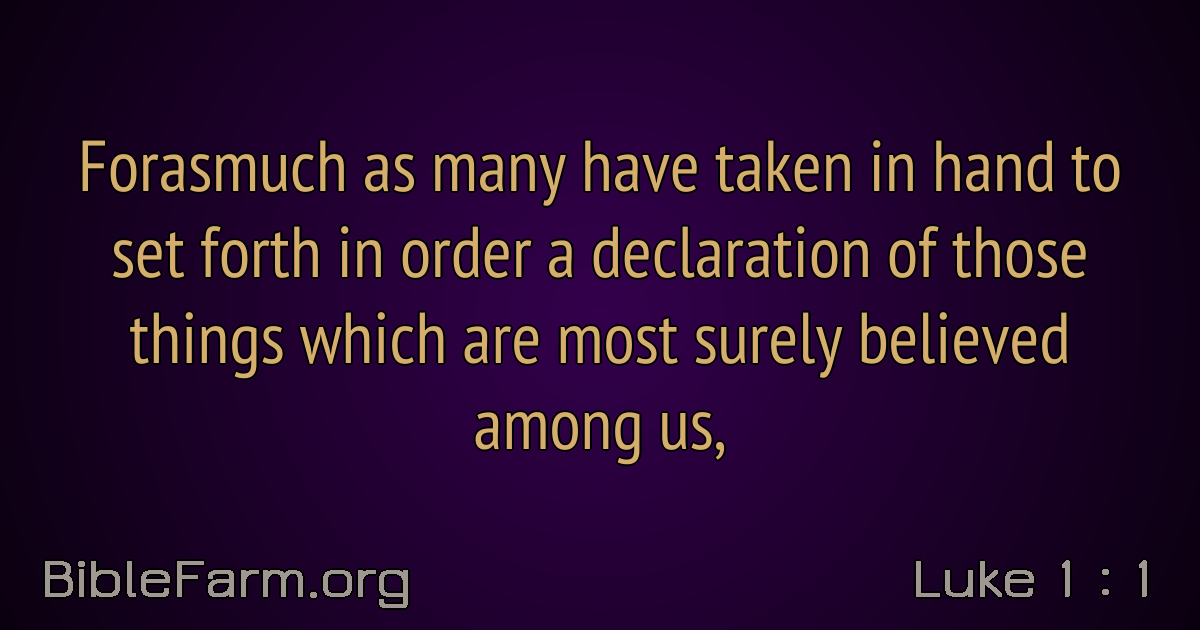 Forasmuch as many have taken in hand to
set forth in order a declaration of those
things which are most surely believed
among us,
BibleFarm.org
Luke 1 : 1